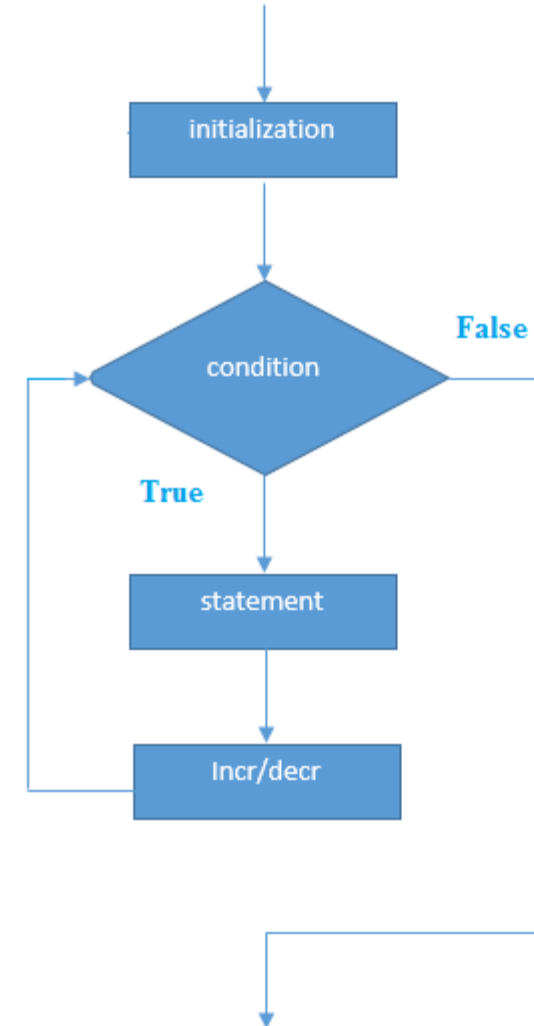 initialization
condition
False
True
statement
Incr/decr